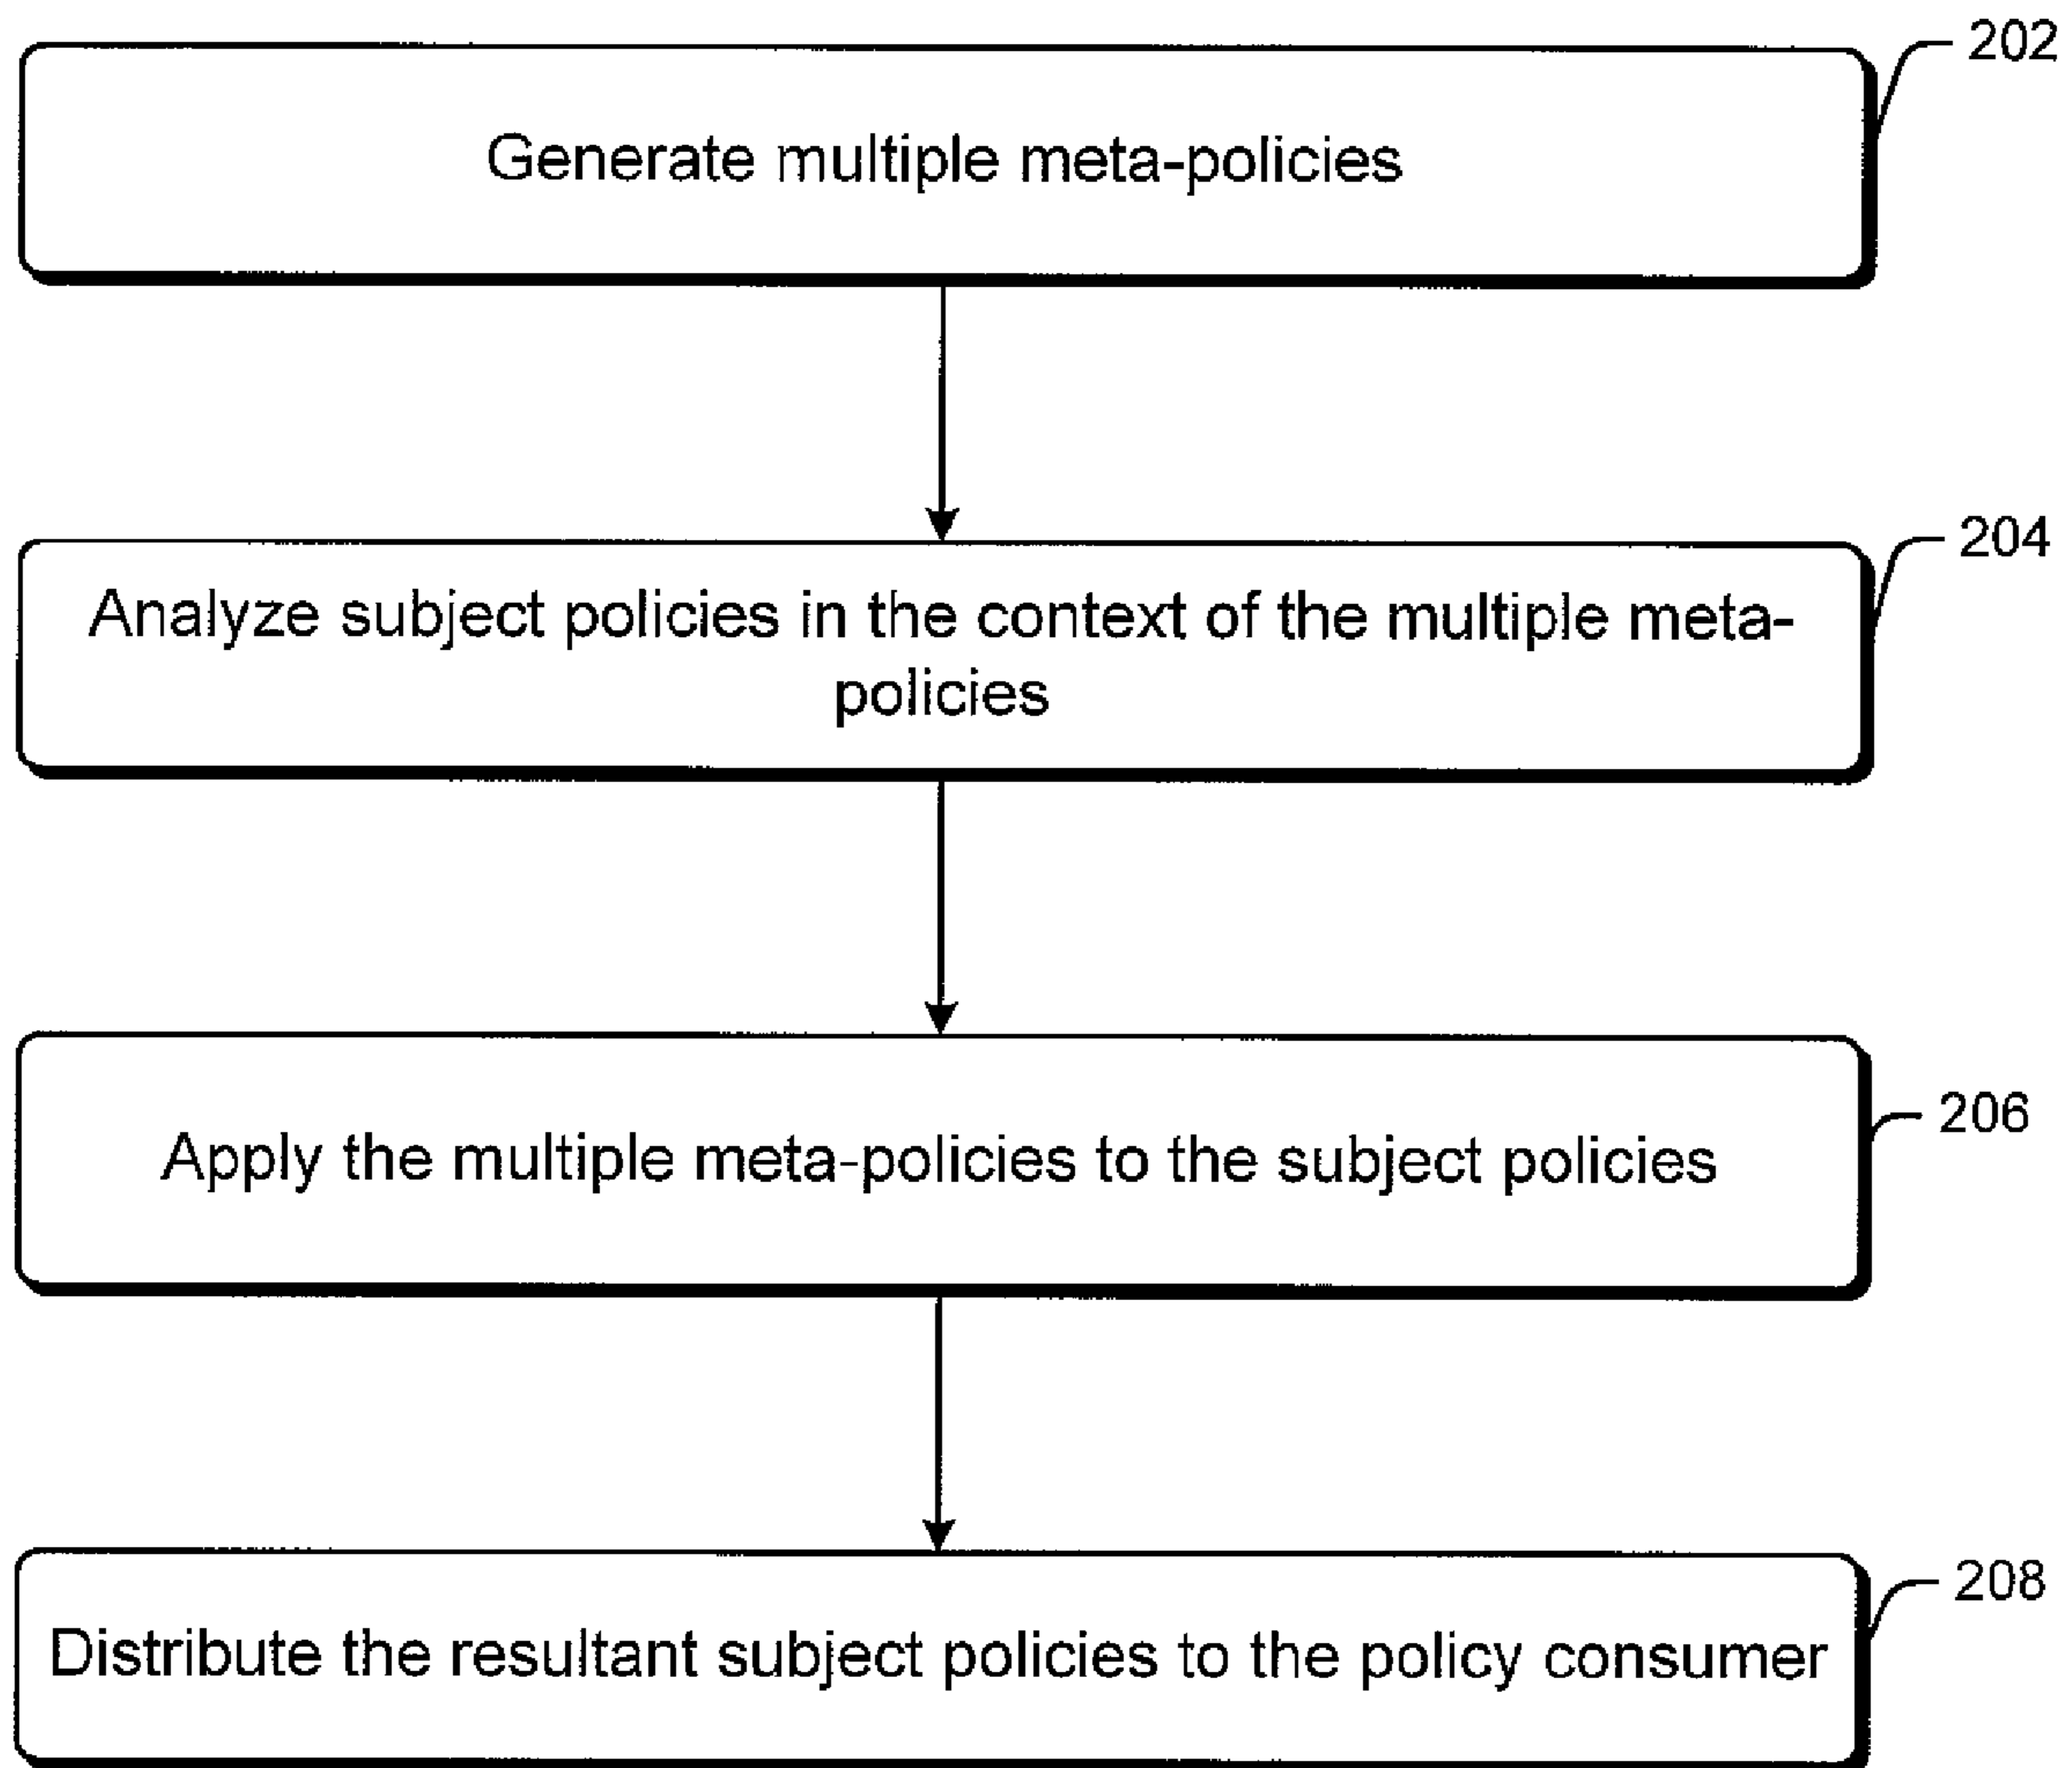 202
Generate multiple meta-policies
204
Analyze subject policies in the context of the multiple meta-
policies
206
Apply the multiple meta-policies to the subject policies
208
Distribute the resultant subject policies to the policy consumer